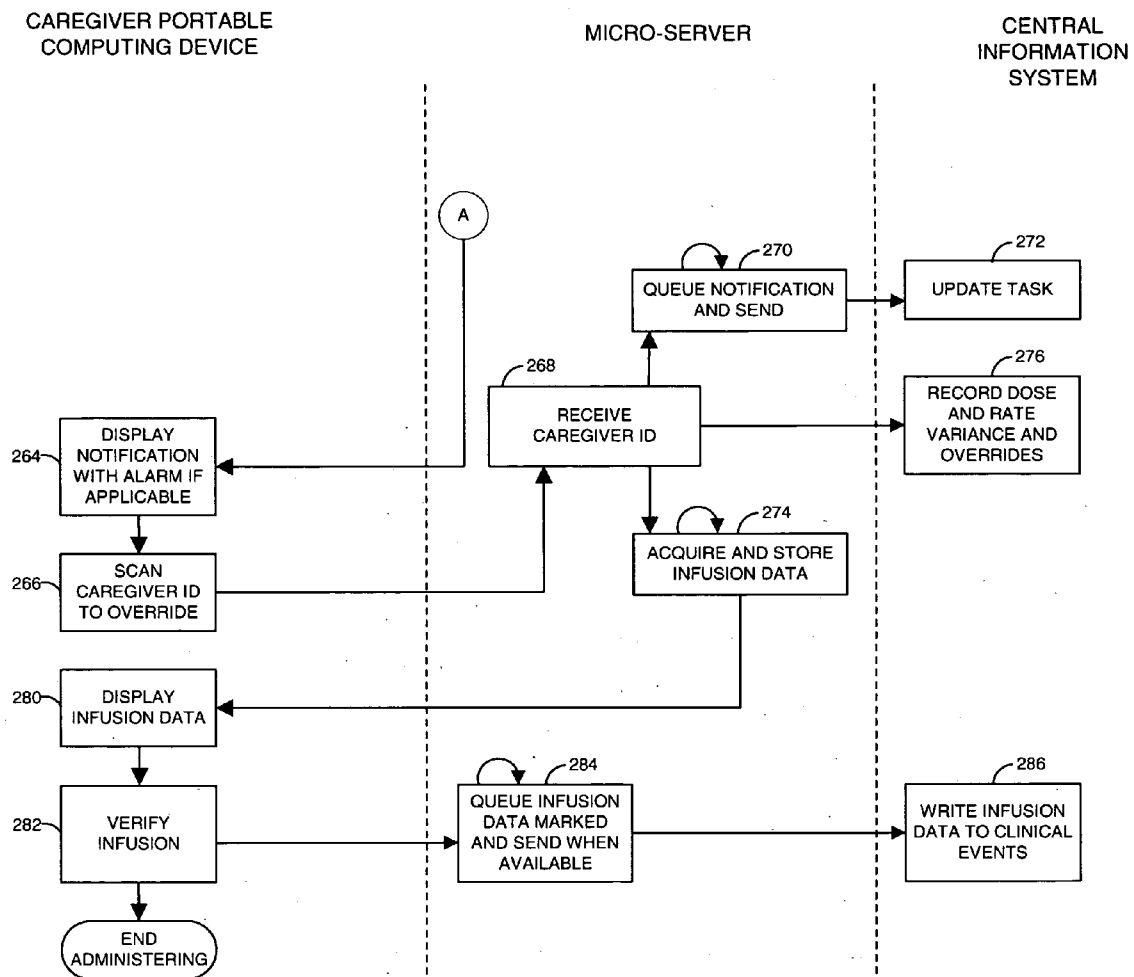 CAREGIVER PORTABLE
COMPUTING DEVICE
MICRO-SERVER
CENTRAL
INFORMATION
SYSTEM
A
270
QUEUE NOTIFICATION
AND SEND
272
UPDATE TASK
268
RECEIVE
CAREGIVER ID
276
RECORD DOSE
AND RATE
VARIANCE AND
OVERRIDES
264
DISPLAY
NOTIFICATION
WITH ALARM IF
APPLICABLE
274
ACQUIRE AND STORE
INFUSION DATA
266
SCAN
CAREGIVER ID
TO OVERRIDE
280
DISPLAY
INFUSION DATA
282
VERIFY
INFUSION
284
QUEUE INFUSION
DATA MARKED
AND SEND WHEN
AVAILABLE
286
WRITE INFUSION
DATA TO CLINICAL
EVENTS
END
ADMINISTERING